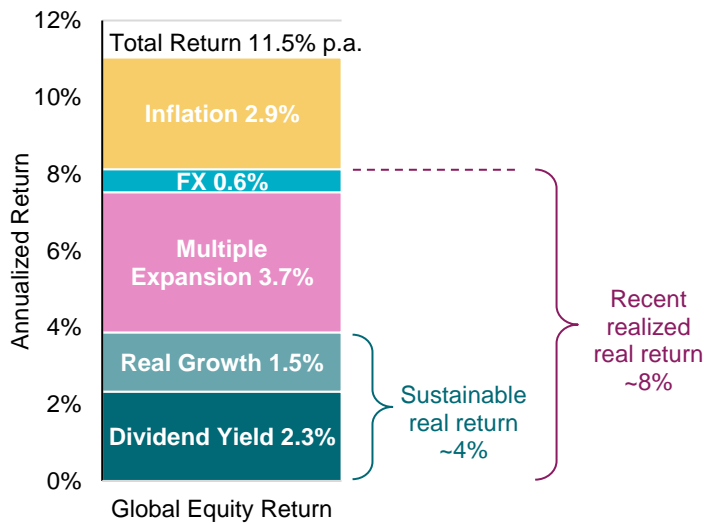 12%
Total Return 11.5% p.a.
10%
Inflation 2.9%
8%
FX 0.6%
6%
Multiple
Expansion 3.7%
4%
Real Growth 1.5%
2%
Dividend Yield 2.3%
0%
Annualized Return
Global Equity Return
Sustainable
real return
~4%
Recent
realized
real return
~8%